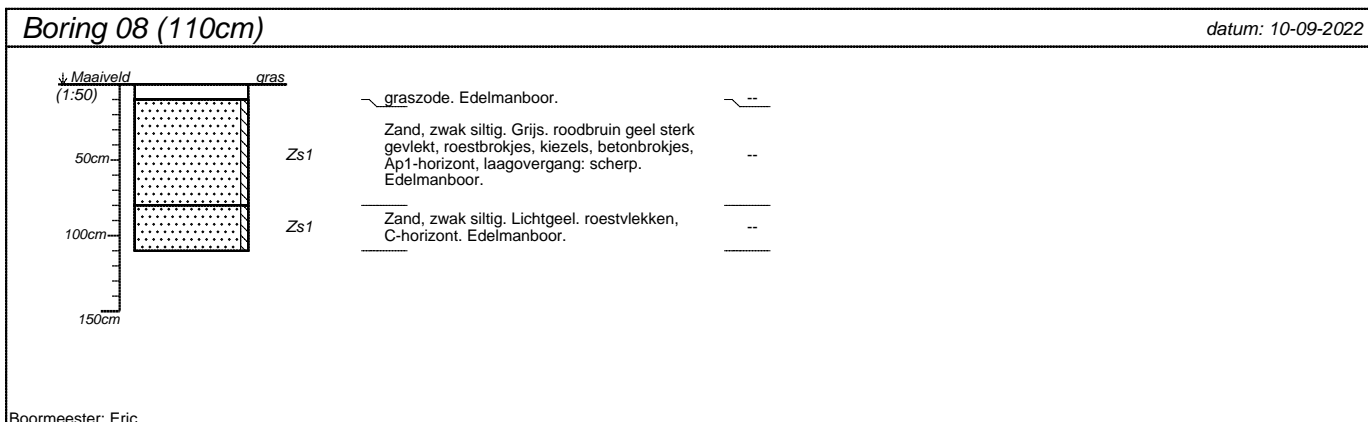 Boring 08 (110cm)
datum: 10-09-2022
Maaiveld
gras
(1:50)
graszode. Edelmanboor.
--
Zand, zwak siltig. Grijs. roodbruin geel sterk
gevlekt, roestbrokjes, kiezels, betonbrokjes,
Ap1-horizont, laagovergang: scherp.
Edelmanboor.
50cm
Zs1
--
Zand, zwak siltig. Lichtgeel. roestvlekken,
C-horizont. Edelmanboor.
Zs1
--
100cm
150cm
Boormeester: Eric